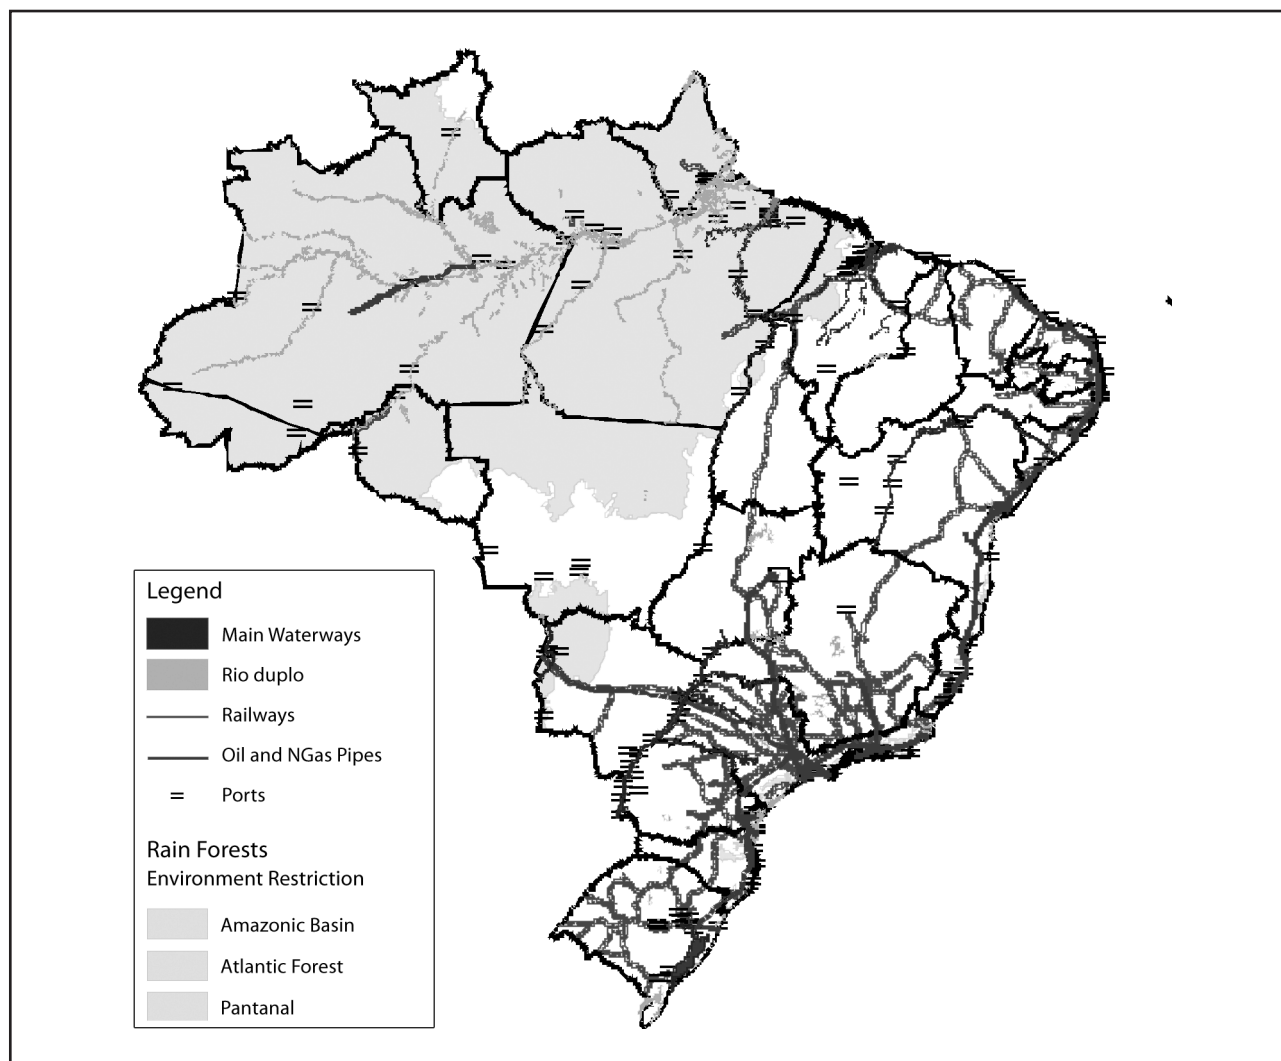 Legend
Main Waterways
Rio duplo
Railways
Oil and NGas Pipes
Ports
Rain Forests
Environment Restriction
Amazonic Basin
Atlantic Forest
Pantanal